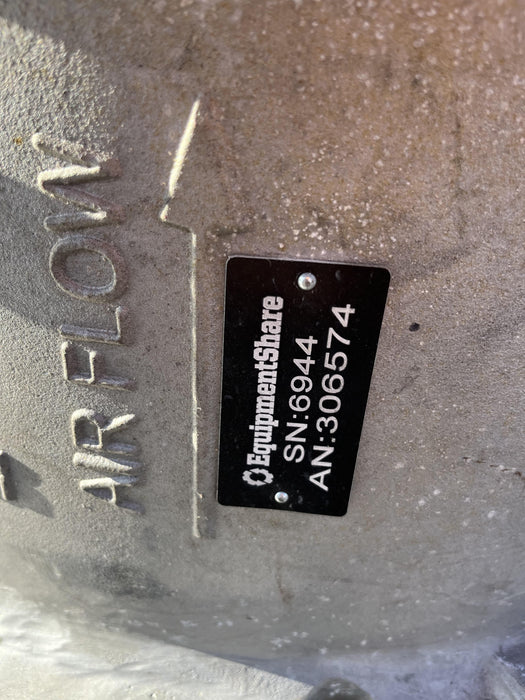 AIR FLOW
EquipmentShare
SN:6944
AN:306574